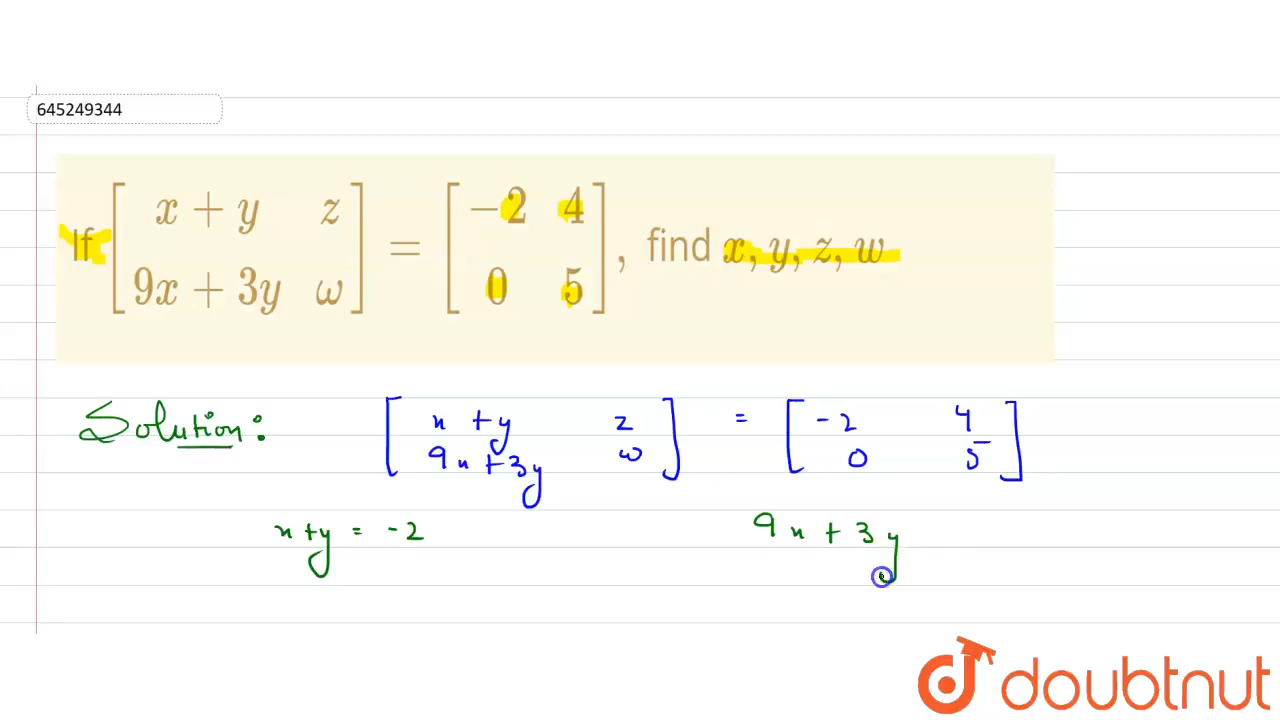 645249344
If [ x + y z ] = [ −2 4 ] , find x, y, z, w
[ 9x + 3y ω ] [ 0 5 ]
Solution: [ x + y z ] = [ -2 4 ]
[ 9x + 3y ω ] [ 0 5 ]
x + y = -2 9x + 3y
doubtnut